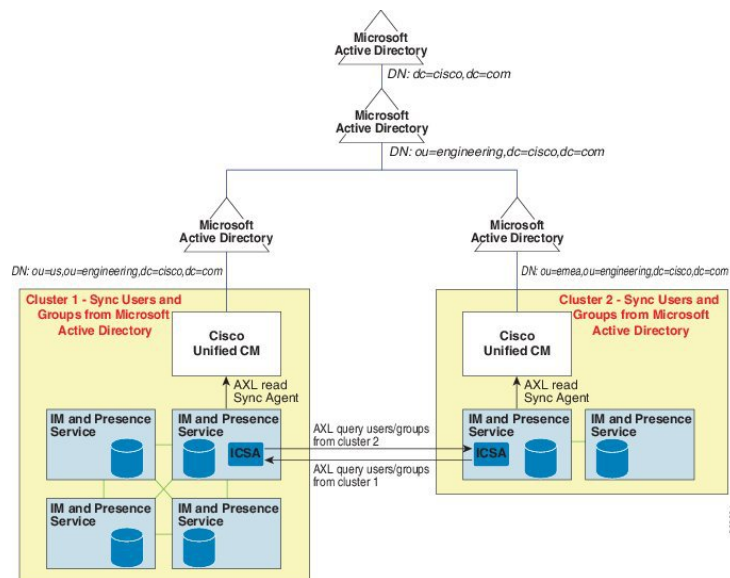 Microsoft
Active Directory
DN: dc=cisco,dc=com
Microsoft
Active Directory
DN: ou=engineering,dc=cisco,dc=com
Microsoft
Active Directory
Microsoft
Active Directory
DN: ou=us,ou=engineering,dc=cisco,dc=com
DN: ou=emea,ou=engineering,dc=cisco,dc=com
Cluster 1 - Sync Users and
Groups from Microsoft
Active Directory
Cisco
Unified CM
AXL read
Sync Agent
IM and Presence
Service
IM and Presence
Service
ICSA
IM and Presence
Service
IM and Presence
Service
AXL query users/groups
from cluster 2
AXL query users/groups
from cluster 1
Cluster 2 - Sync Users and
Groups from Microsoft
Active Directory
Cisco
Unified CM
AXL read
Sync Agent
IM and Presence
Service
ICSA
IM and Presence
Service